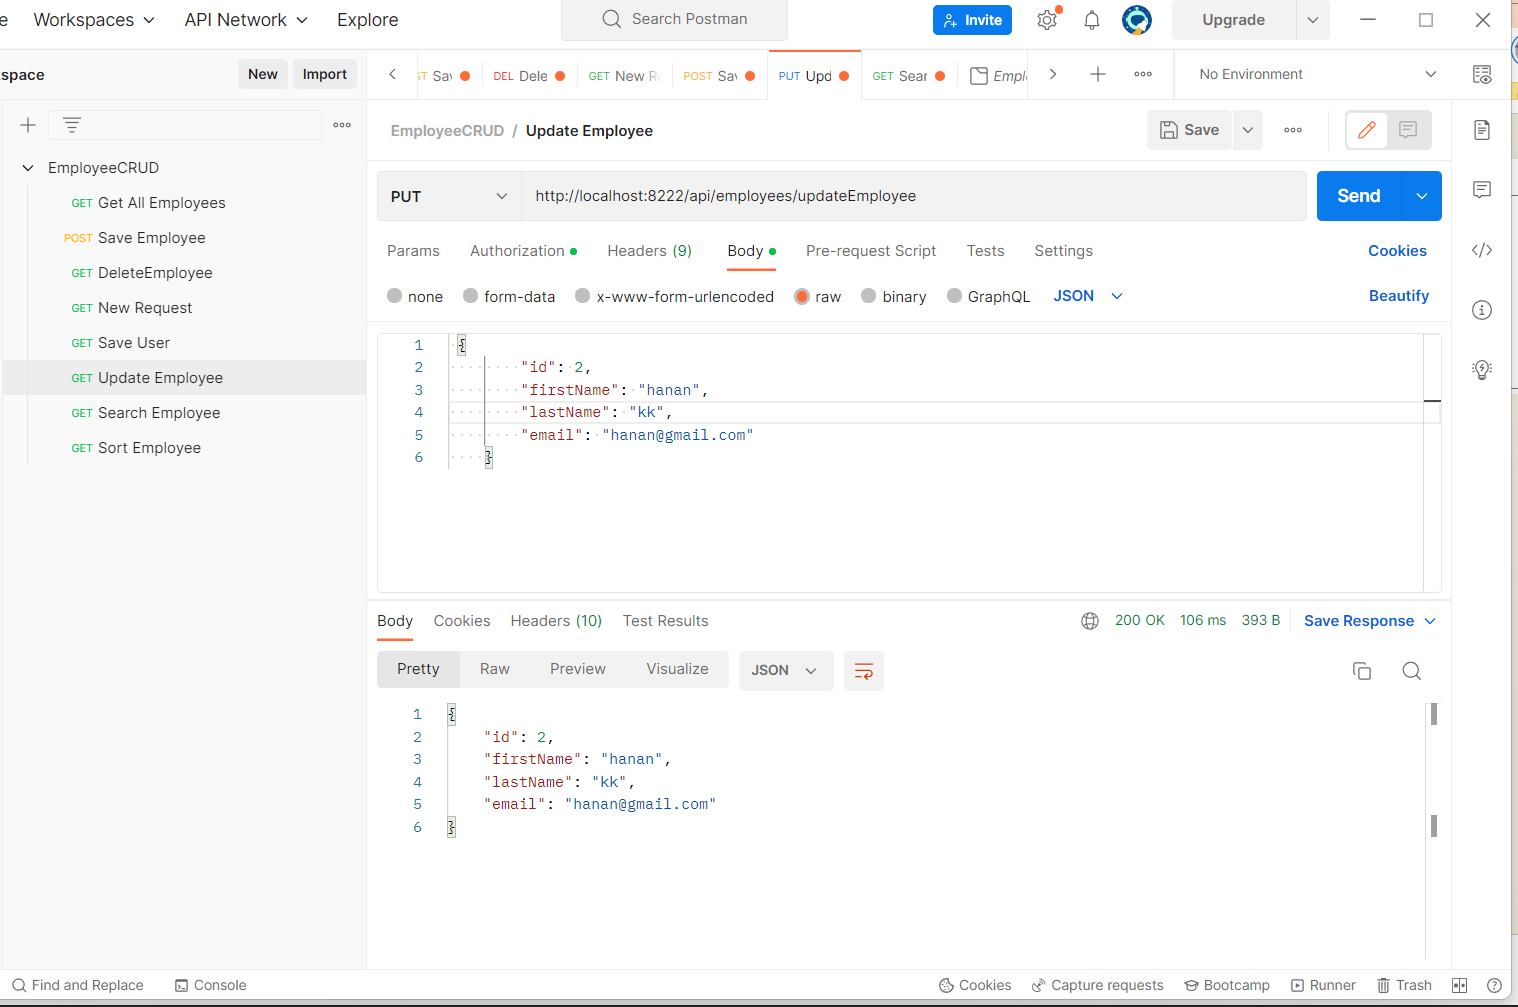 e Workspaces API Network Explore Search Postman Invite Upgrade
space New Import
ST Sav DEL Dele GET New R POST Sav PUT Upd GET Sear Empl No Environment
EmployeeCRUD / Update Employee Save
EmployeeCRUD
GET Get All Employees
POST Save Employee
GET DeleteEmployee
GET New Request
GET Save User
GET Update Employee
GET Search Employee
GET Sort Employee
PUT http://localhost:8222/api/employees/updateEmployee Send
Params Authorization Headers (9) Body Pre-request Script Tests Settings Cookies
none form-data x-www-form-urlencoded raw binary GraphQL JSON Beautify
1 {
2 "id": 2,
3 "firstName": "hanan",
4 "lastName": "kk",
5 "email": "hanan@gmail.com"
6 }
Body Cookies Headers (10) Test Results 200 OK 106 ms 393 B Save Response
Pretty Raw Preview Visualize JSON
1 {
2 "id": 2,
3 "firstName": "hanan",
4 "lastName": "kk",
5 "email": "hanan@gmail.com"
6 }
Find and Replace Console Cookies Capture requests Bootcamp Runner Trash